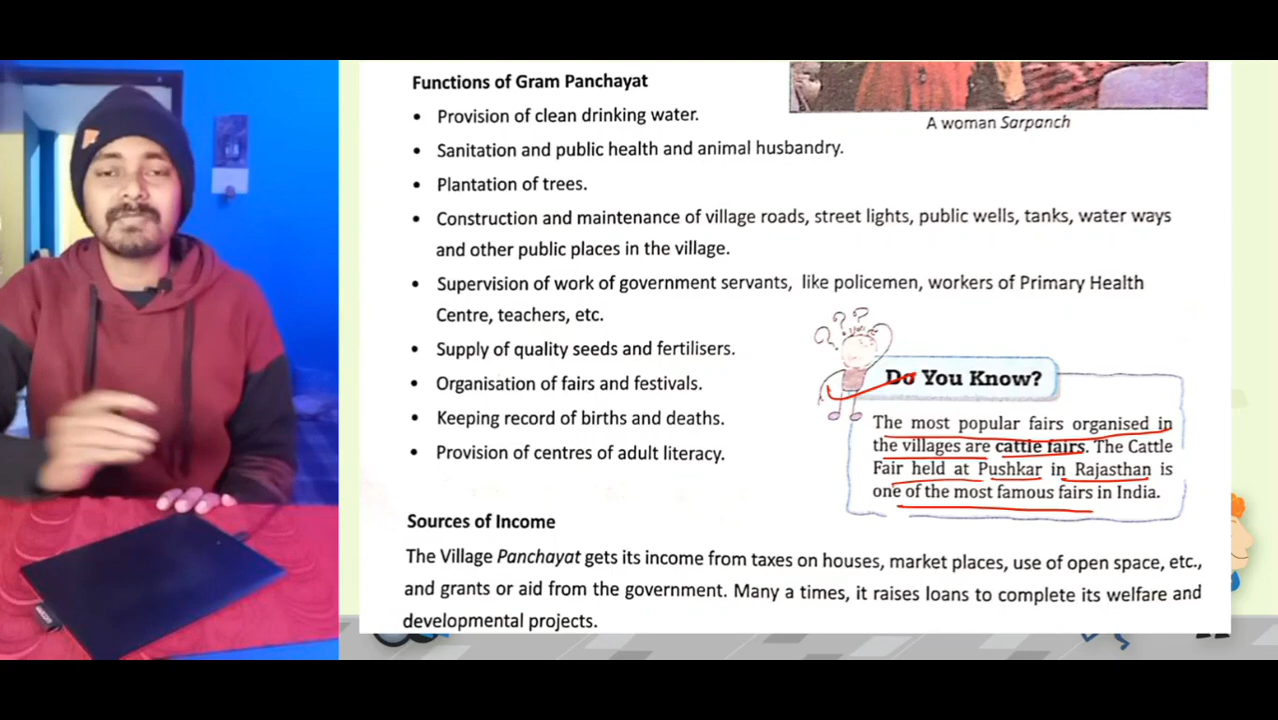 Functions of Gram Panchayat
A woman Sarpanch
• Provision of clean drinking water.
• Sanitation and public health and animal husbandry.
• Plantation of trees.
• Construction and maintenance of village roads, street lights, public wells, tanks, water ways
and other public places in the village.
• Supervision of work of government servants, like policemen, workers of Primary Health
Centre, teachers, etc.
• Supply of quality seeds and fertilisers.
• Organisation of fairs and festivals.
• Keeping record of births and deaths.
• Provision of centres of adult literacy.
???
Do You Know?
The most popular fairs organised in
the villages are cattle fairs. The Cattle
Fair held at Pushkar in Rajasthan is
one of the most famous fairs in India.
Sources of Income
The Village Panchayat gets its income from taxes on houses, market places, use of open space, etc.,
and grants or aid from the government. Many a times, it raises loans to complete its welfare and
developmental projects.